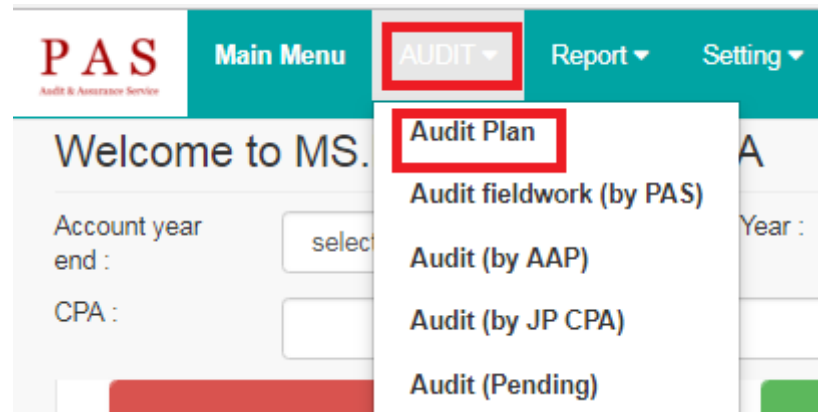 PAS
Audit & Assurance Service
Main Menu
AUDIT
Report
Setting
Audit Plan
Audit fieldwork (by PAS)
Audit (by AAP)
Audit (by JP CPA)
Audit (Pending)
Welcome to MS.
A
Account year
end :
selec
Year :
CPA :